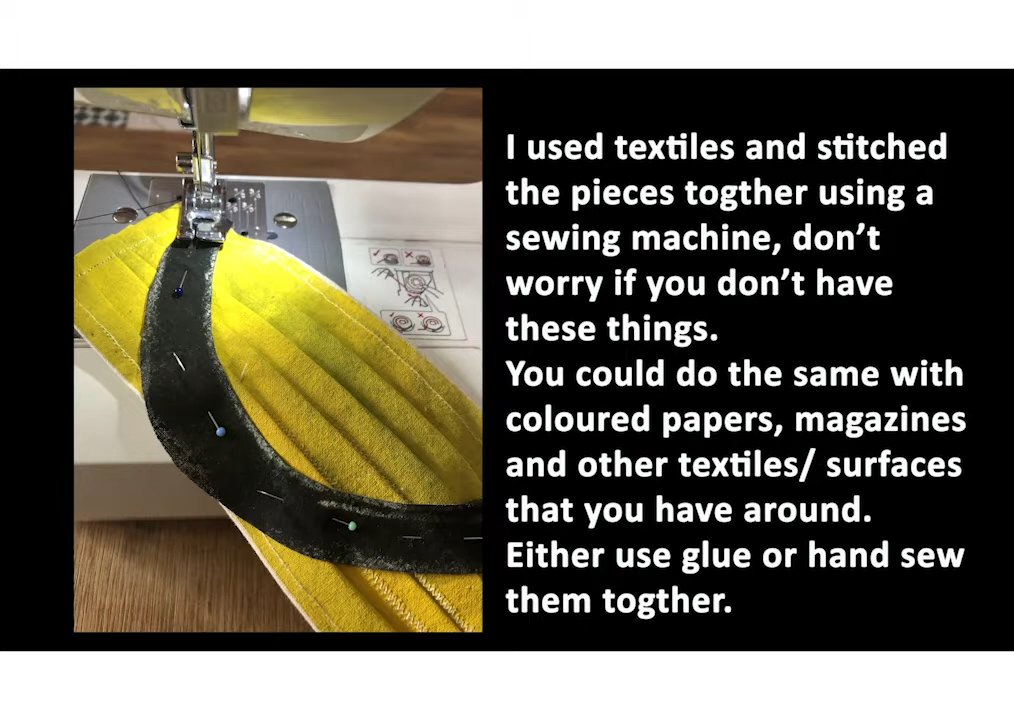 I used textiles and stitched
the pieces togther using a
sewing machine, don’t
worry if you don’t have
these things.
You could do the same with
coloured papers, magazines
and other textiles/ surfaces
that you have around.
Either use glue or hand sew
them togther.